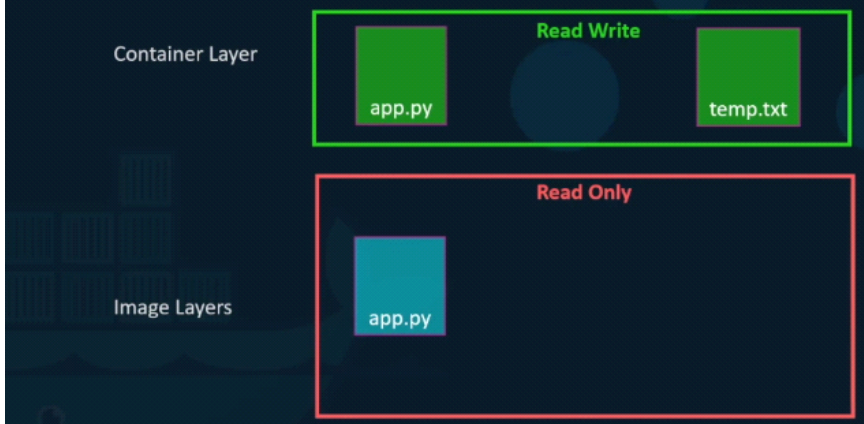 Container Layer
Read Write
app.py
temp.txt
Read Only
Image Layers
app.py